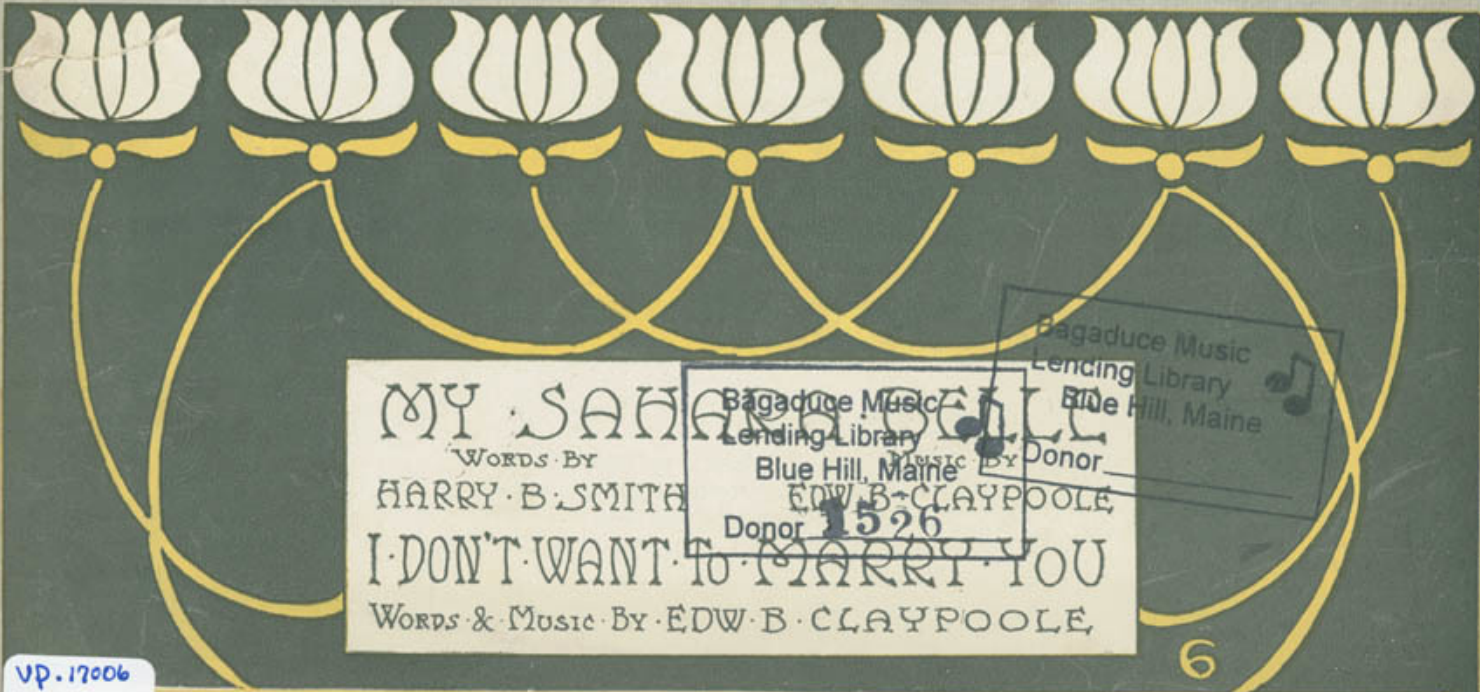 MY · SAHARA · BELLE
WORDS · BY
MUSIC · BY
HARRY · B · SMITH
EDW · B · CLAYPOOLE
I · DON'T · WANT · To · MARRY · YOU
WORDS · & · MUSIC · BY · EDW · B · CLAYPOOLE
Bagaduce Music
Lending Library
Blue Hill, Maine
Donor 1526
Bagaduce Music
Lending Library
Blue Hill, Maine
Donor
6
VP.17006